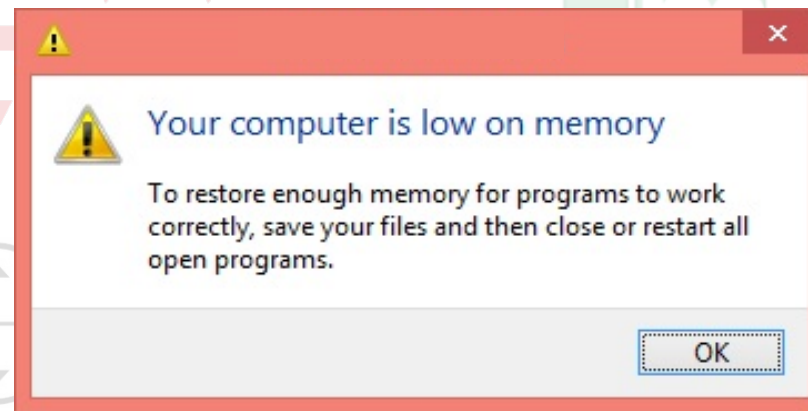 Your computer is low on memory
To restore enough memory for programs to work
correctly, save your files and then close or restart all
open programs.
OK